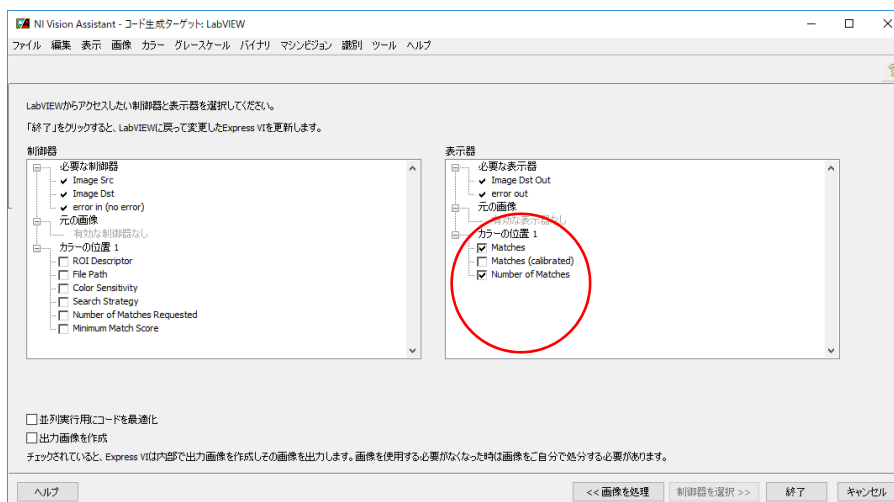 NI Vision Assistant - コード生成ターゲット: LabVIEW
ファイル 編集 表示 画像 カラー グレースケール バイナリ マシンビジョン 識別 ツール ヘルプ
LabVIEWからアクセスしたい制御器と表示器を選択してください。
「終了」をクリックすると、LabVIEWに戻って変更したExpress VIを更新します。
制御器
必要な制御器
Image Src
Image Dst
error in (no error)
元の画像
有効な制御器なし
カラーの位置 1
ROI Descriptor
File Path
Color Sensitivity
Search Strategy
Number of Matches Requested
Minimum Match Score
表示器
必要な表示器
Image Dst Out
error out
元の画像
有効な表示器なし
カラーの位置 1
Matches
Matches (calibrated)
Number of Matches
並列実行用にコードを最適化
出力画像を作成
チェックされていると、Express VIは内部で出力画像を作成しその画像を出力します。画像を使用する必要がなくなった時は画像をご自分で処分する必要があります。
ヘルプ << 画像を処理 制御器を選択 >> 終了 キャンセル